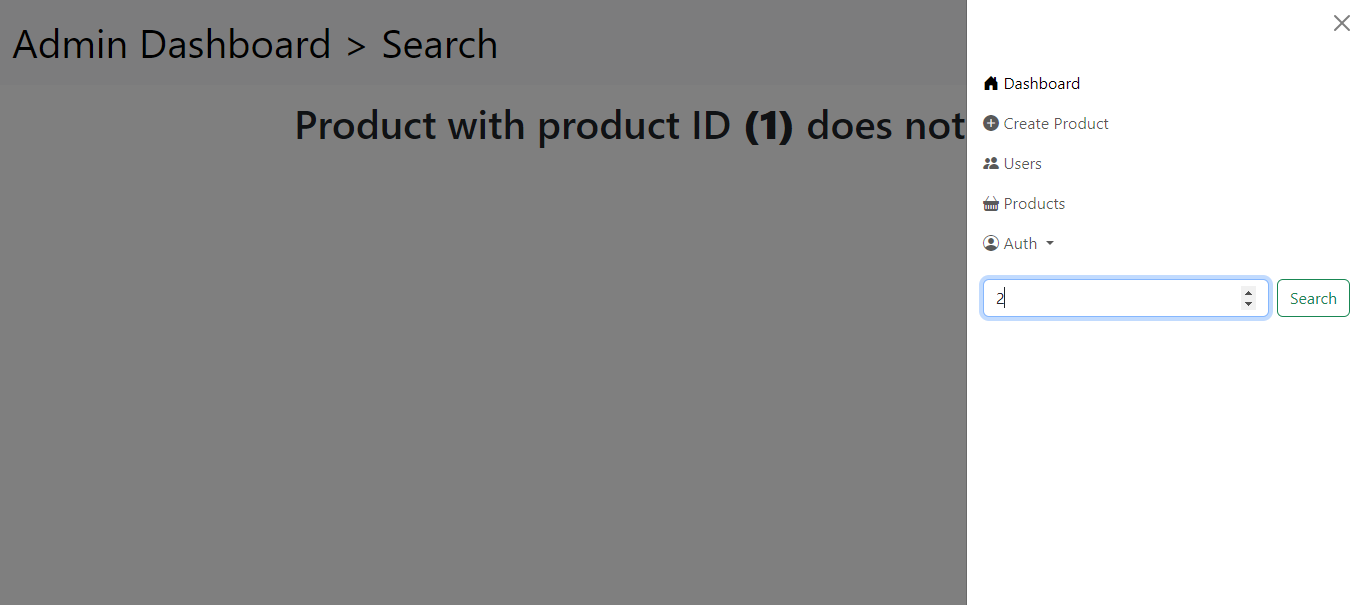 Admin Dashboard > Search
Product with product ID (1) does not
Dashboard
Create Product
Users
Products
Auth
2
Search